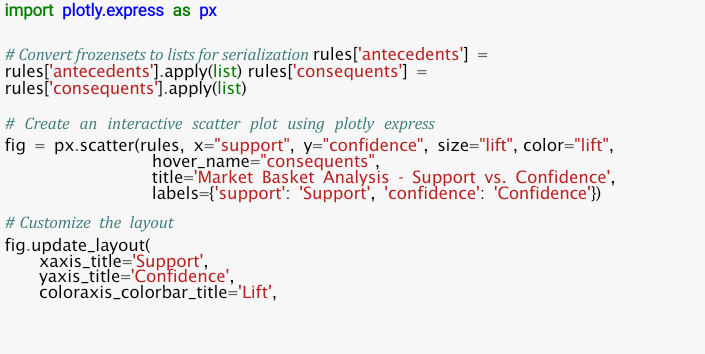 import plotly.express as px
# Convert frozensets to lists for serialization rules['antecedents'] =
rules['antecedents'].apply(list) rules['consequents'] =
rules['consequents'].apply(list)
# Create an interactive scatter plot using plotly express
fig = px.scatter(rules, x="support", y="confidence", size="lift", color="lift",
hover_name="consequents",
title='Market Basket Analysis - Support vs. Confidence',
labels={'support': 'Support', 'confidence': 'Confidence'})
# Customize the layout
fig.update_layout(
xaxis_title='Support',
yaxis_title='Confidence',
coloraxis_colorbar_title='Lift',